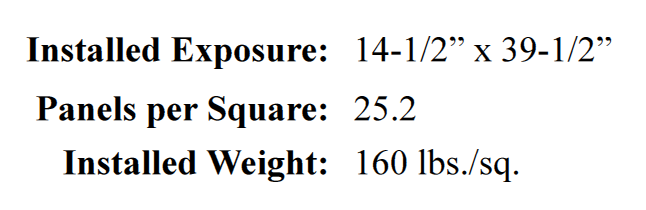 Installed Exposure: 14-1/2” x 39-1/2”
Panels per Square: 25.2
Installed Weight: 160 lbs./sq.